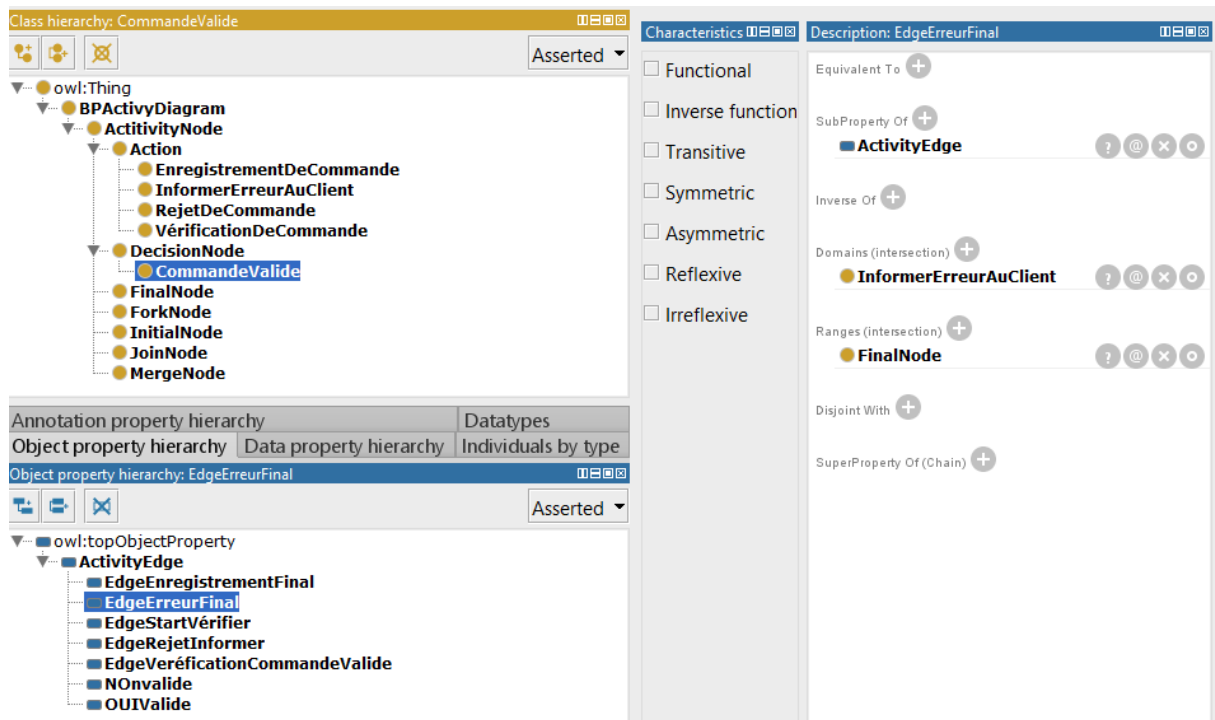 Class hierarchy: CommandeValide
Asserted
owl:Thing
BPActivyDiagram
ActitivityNode
Action
EnregistrementDeCommande
InformerErreurAuClient
RejetDeCommande
VérificationDeCommande
DecisionNode
CommandeValide
FinalNode
ForkNode
InitialNode
JoinNode
MergeNode
Annotation property hierarchy
Datatypes
Object property hierarchy
Data property hierarchy
Individuals by type
Object property hierarchy: EdgeErreurFinal
Asserted
owl:topObjectProperty
ActivityEdge
EdgeEnregistrementFinal
EdgeErreurFinal
EdgeStartVérifier
EdgeRejetInformer
EdgeVeréficationCommandeValide
NOnvalide
OUIValide
Characteristics
Functional
Inverse function
Transitive
Symmetric
Asymmetric
Reflexive
Irreflexive
Description: EdgeErreurFinal
Equivalent To
SubProperty Of
ActivityEdge
Inverse Of
Domains (intersection)
InformerErreurAuClient
Ranges (intersection)
FinalNode
Disjoint With
SuperProperty Of (Chain)